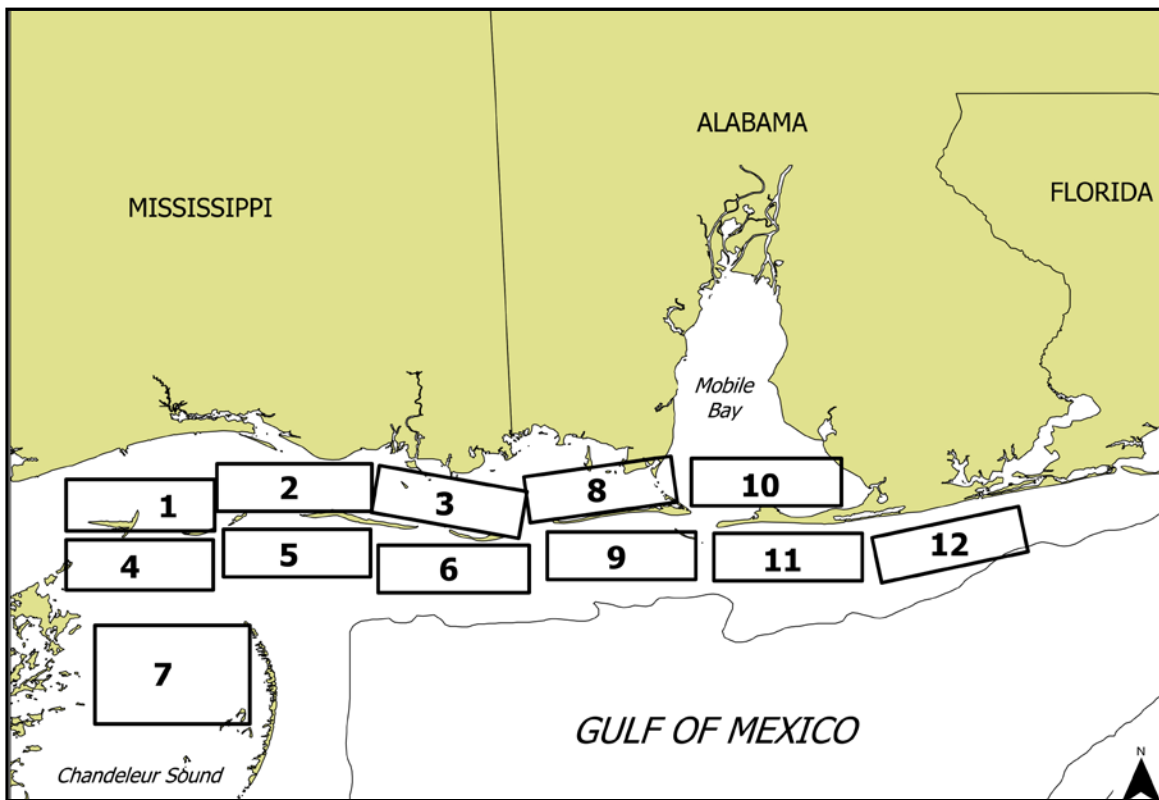 ALABAMA
MISSISSIPPI
FLORIDA
Mobile
Bay
1
2
3
8
10
4
5
6
9
11
12
7
GULF OF MEXICO
Chandeleur Sound
N